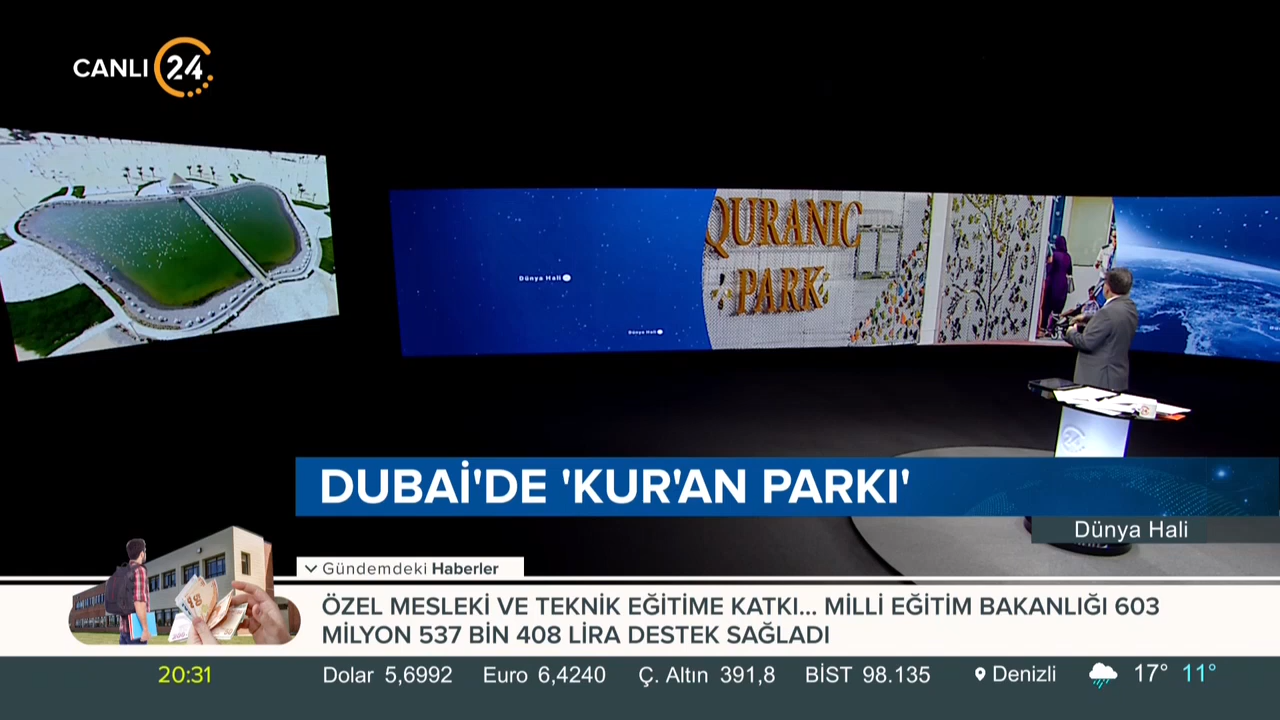 CANLI 24
Dünya Hali
Dünya Hali
QURANIC
PARK
24
DUBAİ'DE 'KUR'AN PARKI'
Dünya Hali
Gündemdeki Haberler
ÖZEL MESLEKİ VE TEKNİK EĞİTİME KATKI... MİLLİ EĞİTİM BAKANLIĞI 603
MİLYON 537 BİN 408 LİRA DESTEK SAĞLADI
20:31 Dolar 5,6992 Euro 6,4240 Ç. Altın 391,8 BİST 98.135 Denizli 17° 11°